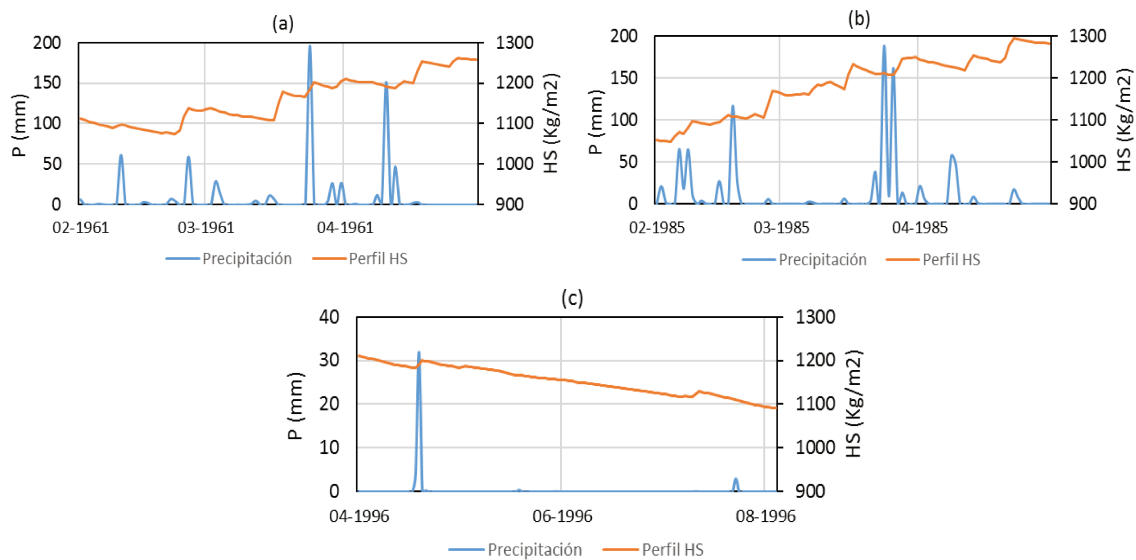 (a)
P (mm)
200
150
100
50
0
1300
1200
1100
1000
900
HS (Kg/m2)
02-1961
03-1961
04-1961
Precipitación
Perfil HS
(b)
P (mm)
200
150
100
50
0
1300
1200
1100
1000
900
HS (Kg/m2)
02-1985
03-1985
04-1985
Precipitación
Perfil HS
(c)
P (mm)
40
30
20
10
0
1300
1200
1100
1000
900
HS (Kg/m2)
04-1996
06-1996
08-1996
Precipitación
Perfil HS